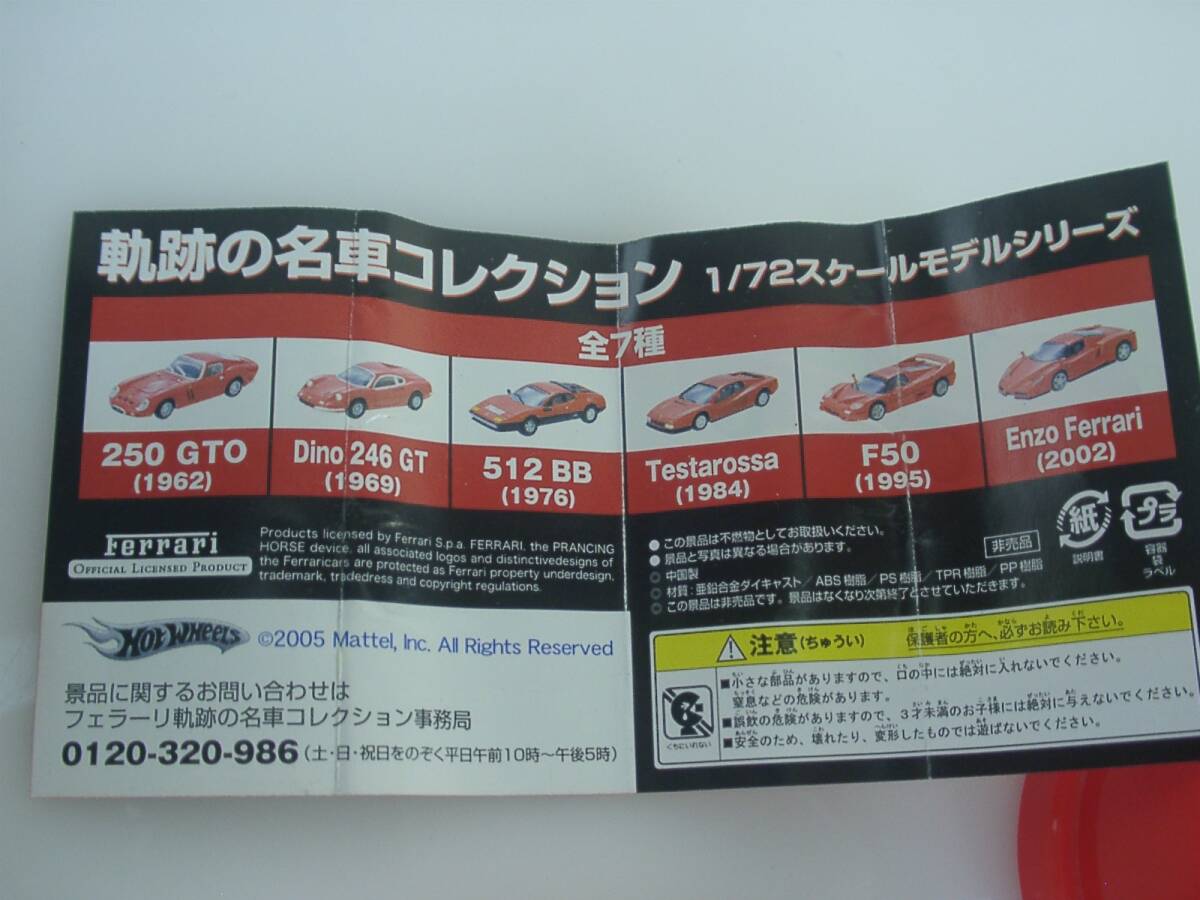 軌跡の名車コレクション 1/72スケールモデルシリーズ
全7種
250 GTO
(1962)
Dino 246 GT
(1969)
512 BB
(1976)
Testarossa
(1984)
F50
(1995)
Enzo Ferrari
(2002)
Ferrari
OFFICIAL LICENSED PRODUCT
Products licensed by Ferrari S.p.a. FERRARI, the PRANCING
HORSE device, all associated logos and distinctivedesigns of
the Ferraricars are protected as Ferrari property underdesign,
trademark, tradedress and copyright regulations.
HOT WHEELS
©2005 Mattel, Inc. All Rights Reserved
景品に関するお問い合わせは
フェラーリ軌跡の名車コレクション事務局
0120-320-986(土・日・祝日をのぞく平日午前10時〜午後5時)
●この景品は不燃物としてお取扱いください。
●景品と写真は異なる場合があります。
○中国製
○材質:亜鉛合金ダイキャスト/ABS樹脂/PS樹脂/TPR樹脂/PP樹脂
○この景品は非売品です。景品はなくなり次第終了とさせていただきます。
非売品
紙
説明書
プラ
容器
袋
ラベル
注意(ちゅうい) 保護者の方へ、必ずお読み下さい。
■小さな部品がありますので、口の中には絶対に入れないでください。
窒息などの危険があります。
■誤飲の危険がありますので、3才未満のお子様には絶対に与えないでください。
■安全のため、壊れたり、変形したものでは遊ばないでください。
くちにいれない